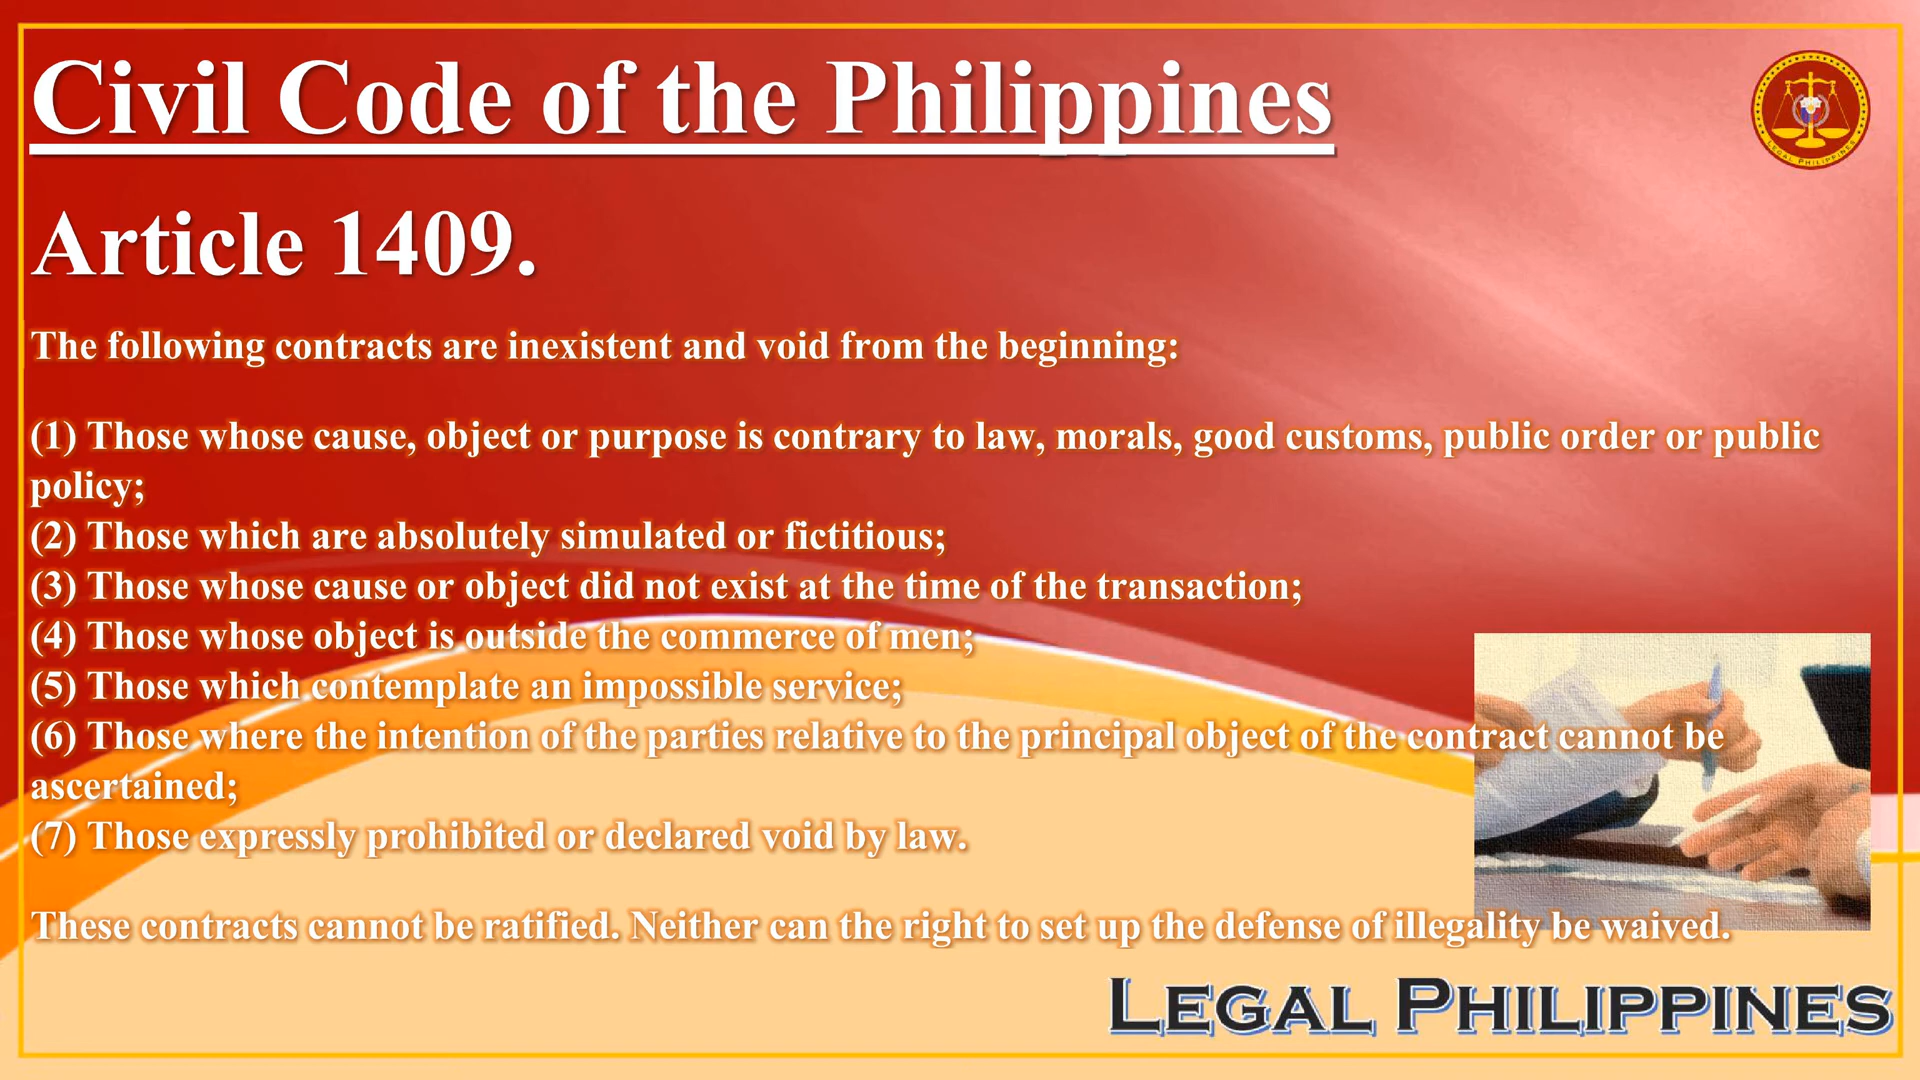 Civil Code of the Philippines
LEGAL PHILIPPINES
Article 1409.
The following contracts are inexistent and void from the beginning:
(1) Those whose cause, object or purpose is contrary to law, morals, good customs, public order or public
policy;
(2) Those which are absolutely simulated or fictitious;
(3) Those whose cause or object did not exist at the time of the transaction;
(4) Those whose object is outside the commerce of men;
(5) Those which contemplate an impossible service;
(6) Those where the intention of the parties relative to the principal object of the contract cannot be
ascertained;
(7) Those expressly prohibited or declared void by law.
These contracts cannot be ratified. Neither can the right to set up the defense of illegality be waived.
LEGAL PHILIPPINES